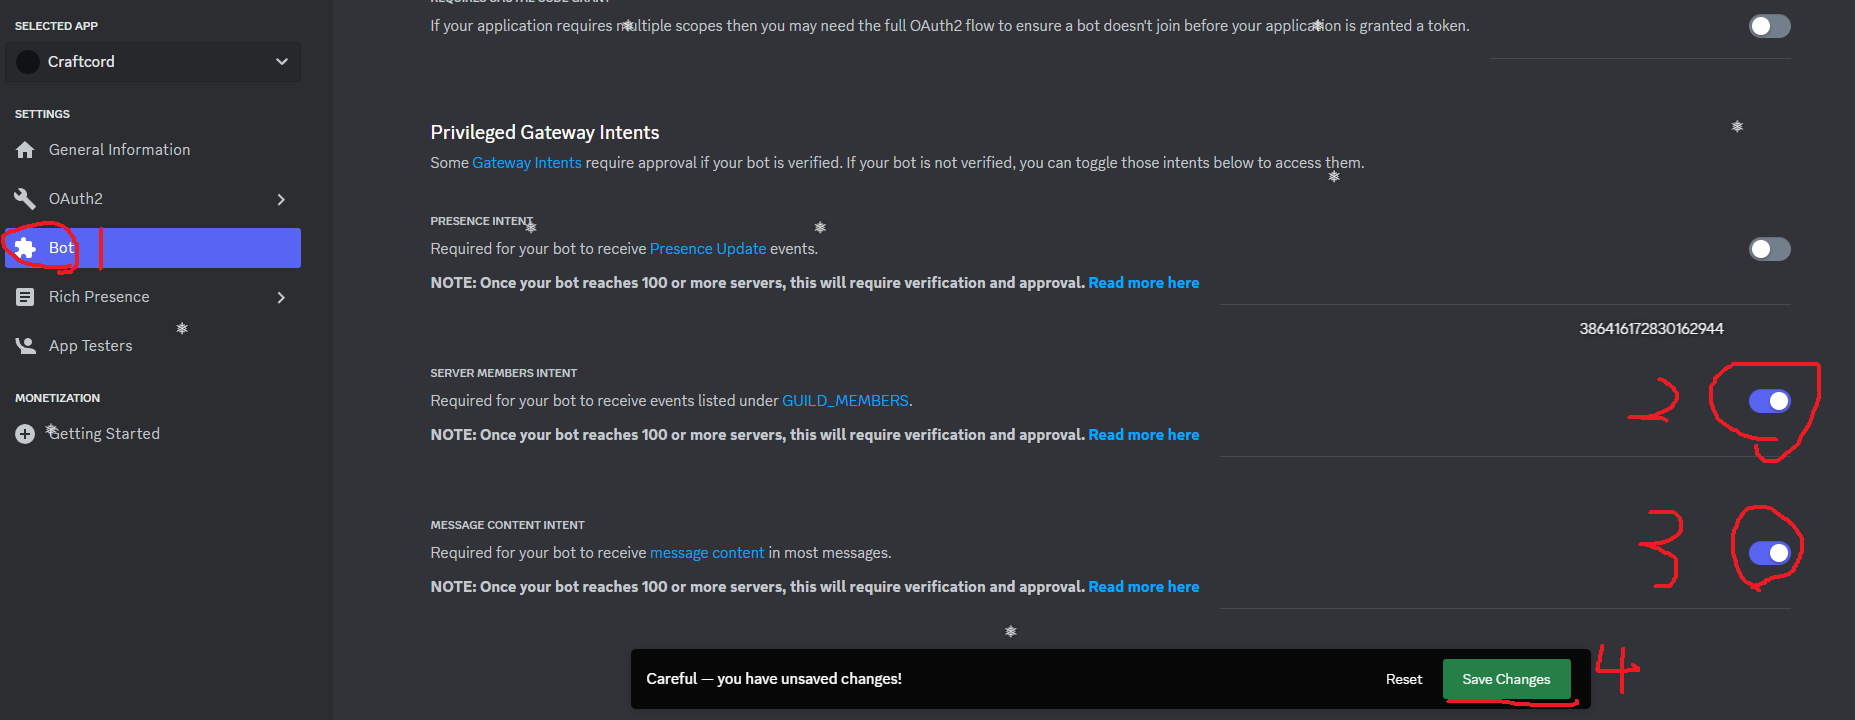 SELECTED APP
Craftcord
SETTINGS
General Information
OAuth2
Bot
1
Rich Presence
App Testers
MONETIZATION
Getting Started
If your application requires multiple scopes then you may need the full OAuth2 flow to ensure a bot doesn't join before your application is granted a token.
Privileged Gateway Intents
Some Gateway Intents require approval if your bot is verified. If your bot is not verified, you can toggle those intents below to access them.
PRESENCE INTENT
Required for your bot to receive Presence Update events.
NOTE: Once your bot reaches 100 or more servers, this will require verification and approval. Read more here
386416172830162944
SERVER MEMBERS INTENT
Required for your bot to receive events listed under GUILD_MEMBERS.
2
NOTE: Once your bot reaches 100 or more servers, this will require verification and approval. Read more here
MESSAGE CONTENT INTENT
Required for your bot to receive message content in most messages.
3
NOTE: Once your bot reaches 100 or more servers, this will require verification and approval. Read more here
Careful — you have unsaved changes!
Reset
Save Changes
4